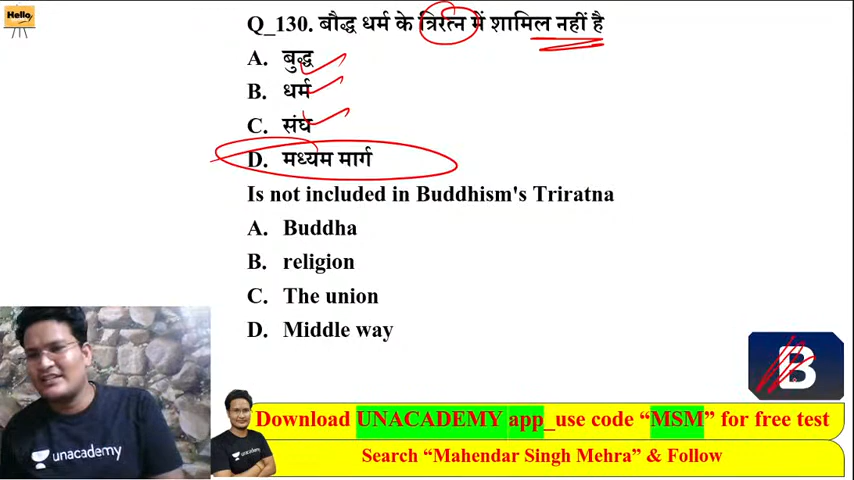 Hello
Q_130. बौद्ध धर्म के त्रिरत्न में शामिल नहीं है
A. बुद्ध
B. धर्म
C. संघ
D. मध्यम मार्ग
Is not included in Buddhism's Triratna
A. Buddha
B. religion
C. The union
D. Middle way
B
unacademy
unacademy
Download UNACADEMY app_use code “MSM” for free test
Search “Mahendar Singh Mehra” & Follow